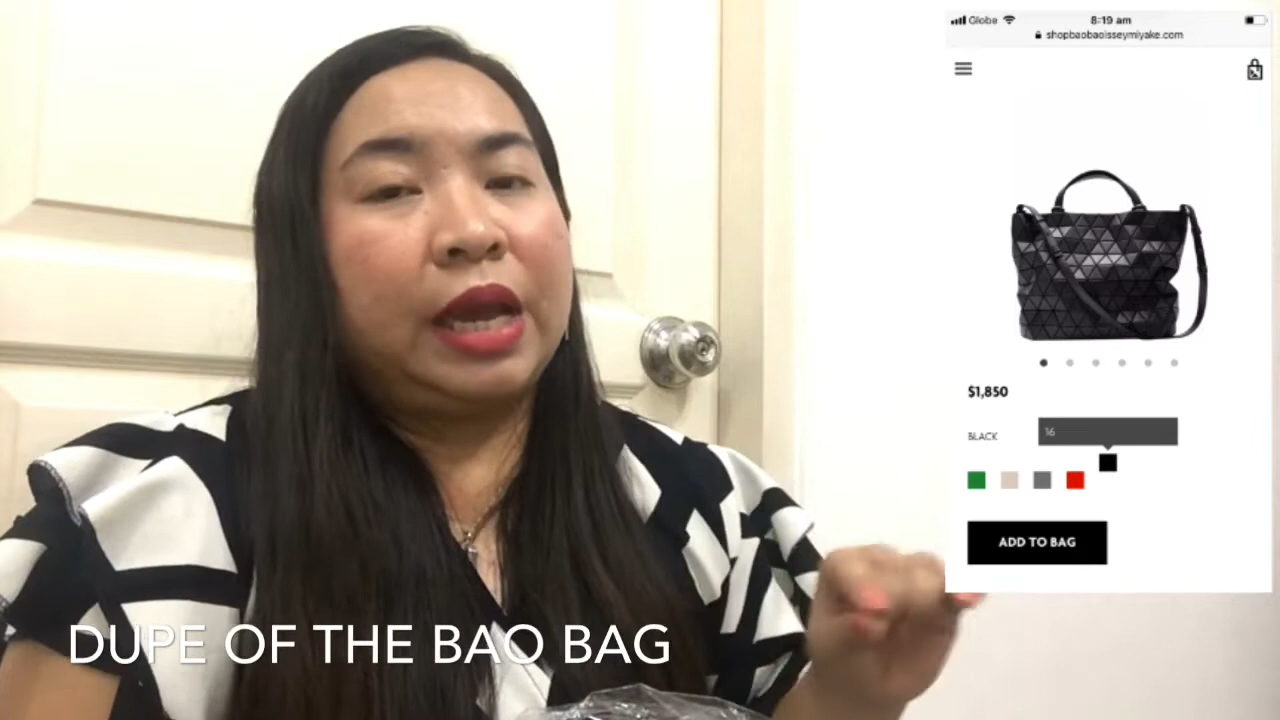 Globe 8:19 am
shopbaobaoisseymiyake.com
$1,850
BLACK 16
ADD TO BAG
DUPE OF THE BAO BAG